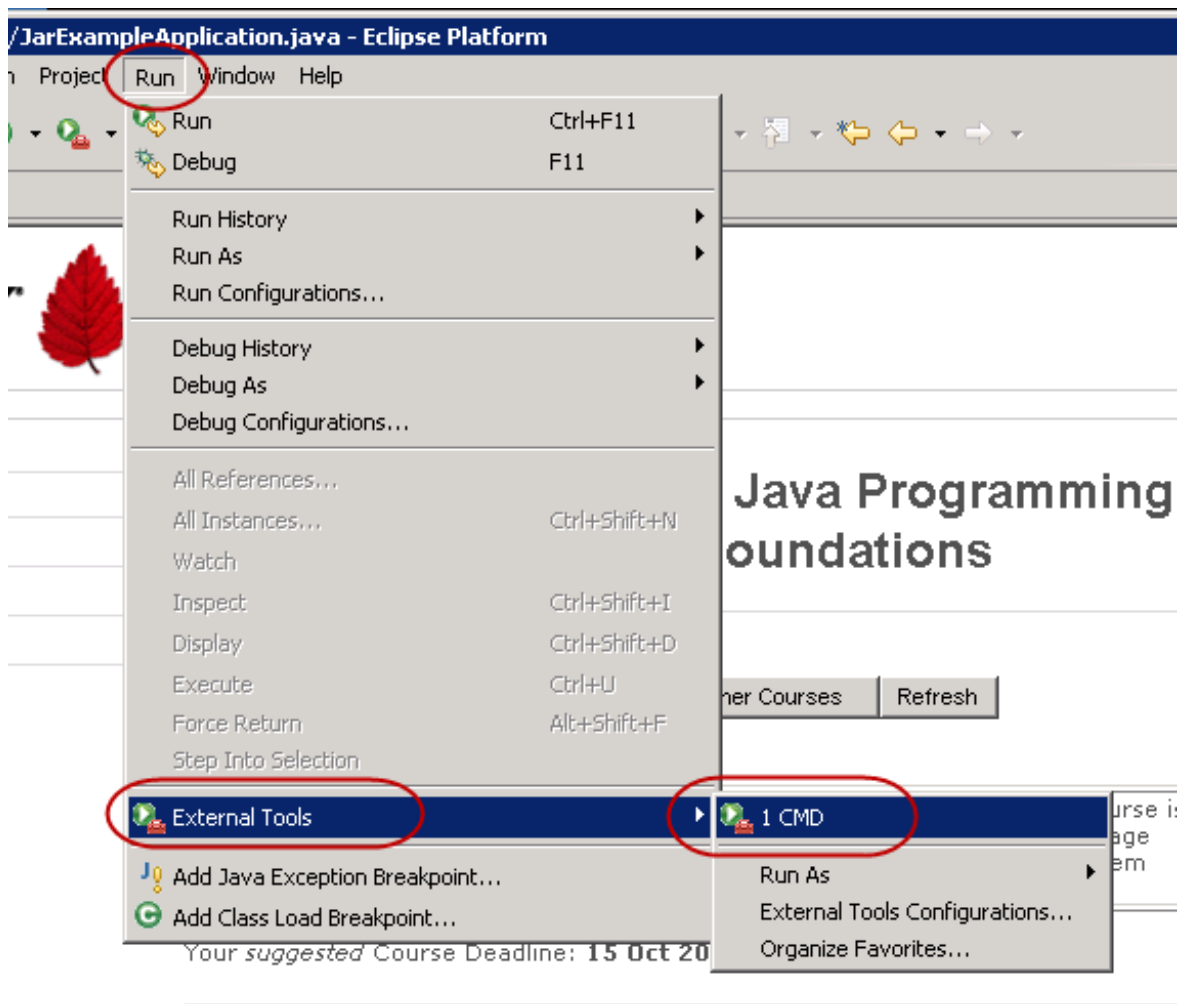 /JarExampleApplication.java - Eclipse Platform
Project Run Window Help
Run Ctrl+F11
Debug F11
Run History
Run As
Run Configurations...
Debug History
Debug As
Debug Configurations...
All References...
All Instances... Ctrl+Shift+N
Watch
Inspect Ctrl+Shift+I
Display Ctrl+Shift+D
Execute Ctrl+U
Force Return Alt+Shift+F
Step Into Selection
External Tools
Add Java Exception Breakpoint...
Add Class Load Breakpoint...
1 CMD
Run As
External Tools Configurations...
Organize Favorites...
Java Programming
oundations
her Courses Refresh
urse is
age
em
Your suggested Course Deadline: 15 Oct 20